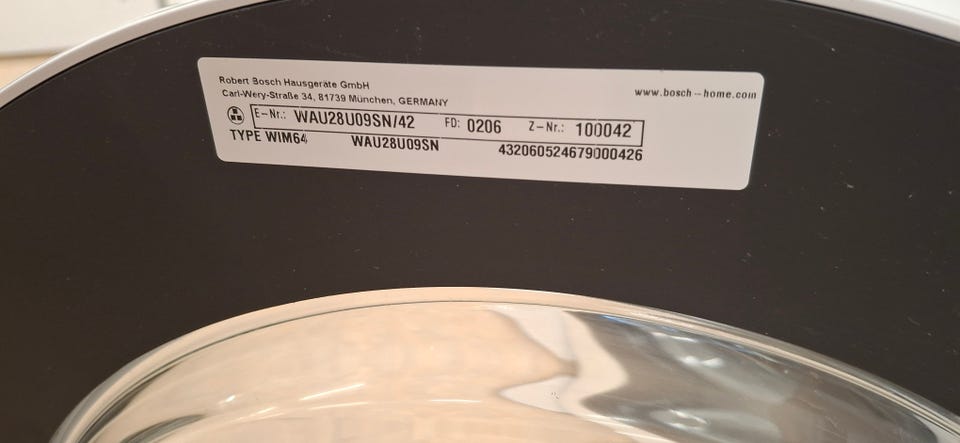 Robert Bosch Hausgeräte GmbH
Carl-Wery-Straße 34, 81739 München, GERMANY
www.bosch-home.com
E-Nr.: WAU28U09SN/42 FD: 0206 Z-Nr.: 100042
TYPE WIM64 WAU28U09SN 432060524679000426